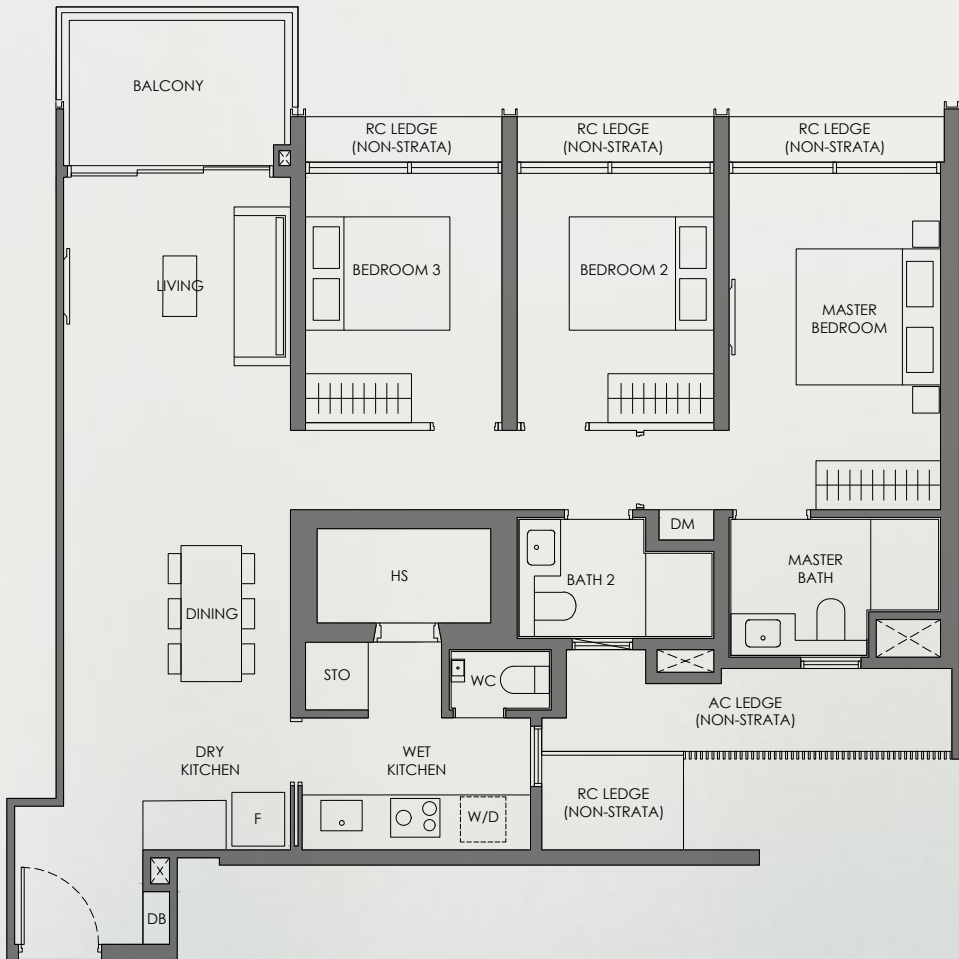 BALCONY
RC LEDGE
(NON-STRATA)
RC LEDGE
(NON-STRATA)
RC LEDGE
(NON-STRATA)
LIVING
BEDROOM 3
BEDROOM 2
MASTER
BEDROOM
DM
HS
BATH 2
MASTER
BATH
DINING
STO
WC
AC LEDGE
(NON-STRATA)
DRY
KITCHEN
WET
KITCHEN
RC LEDGE
(NON-STRATA)
F
W/D
X
DB